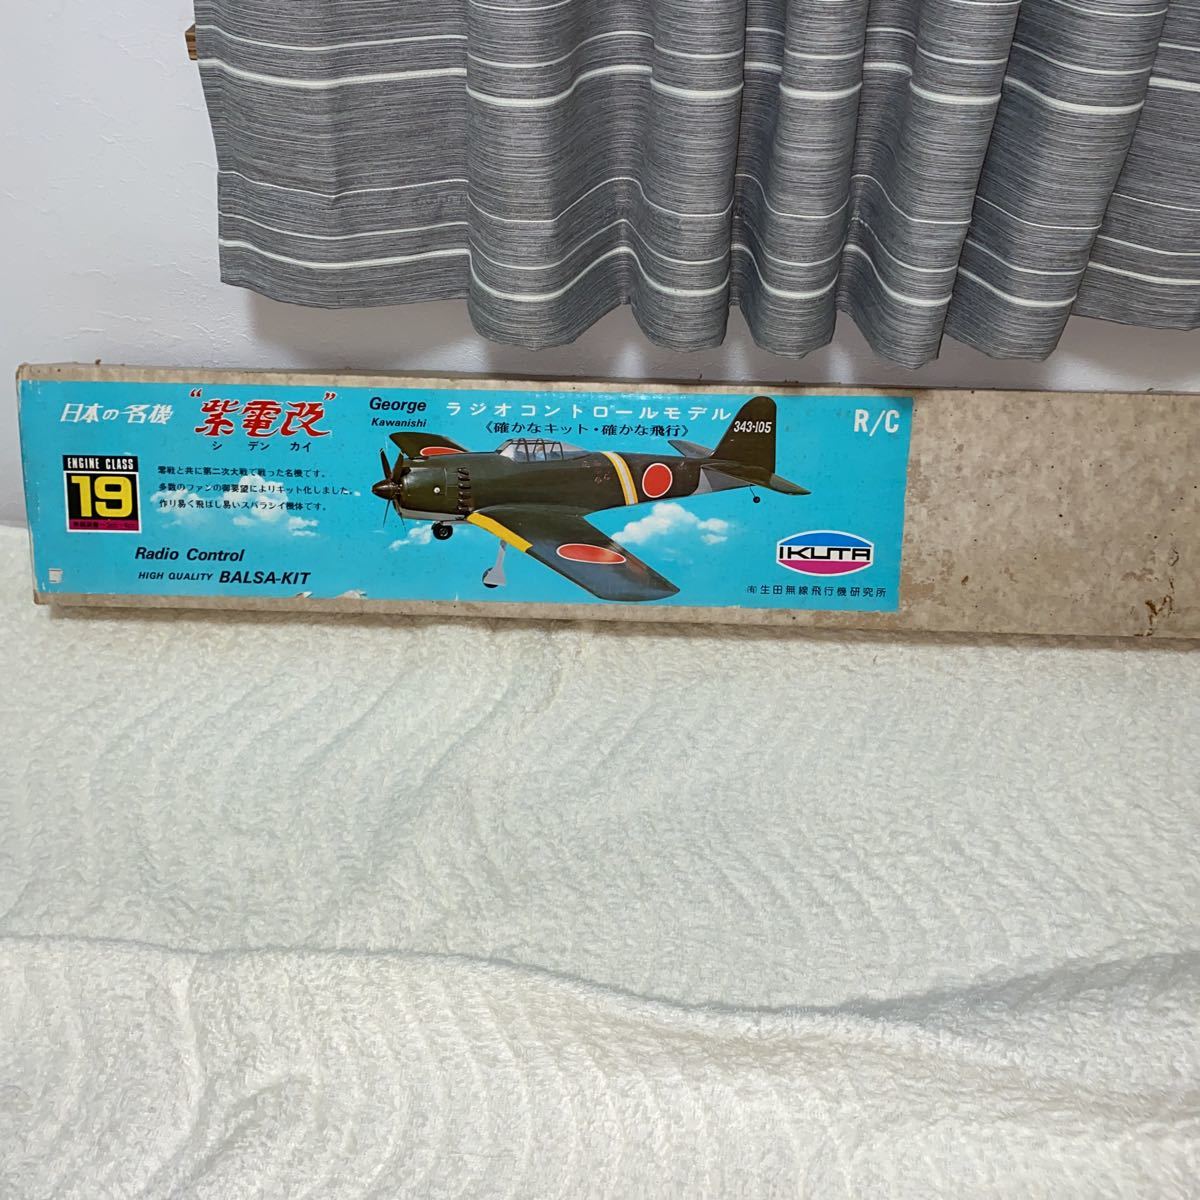 日本の名機
"紫電改"
シデンカイ
George
Kawanishi
ラジオコントロールモデル
《確かなキット・確かな飛行》
R/C
343-105
ENGINE CLASS
19
零戦と共に第二次大戦で戦った名機です。
多数のファンの御要望によりキット化しました。
作り易く飛ばし易いスバラシイ機体です。
Radio Control
HIGH QUALITY BALSA-KIT
IKUTA
(有)生田無線飛行機研究所